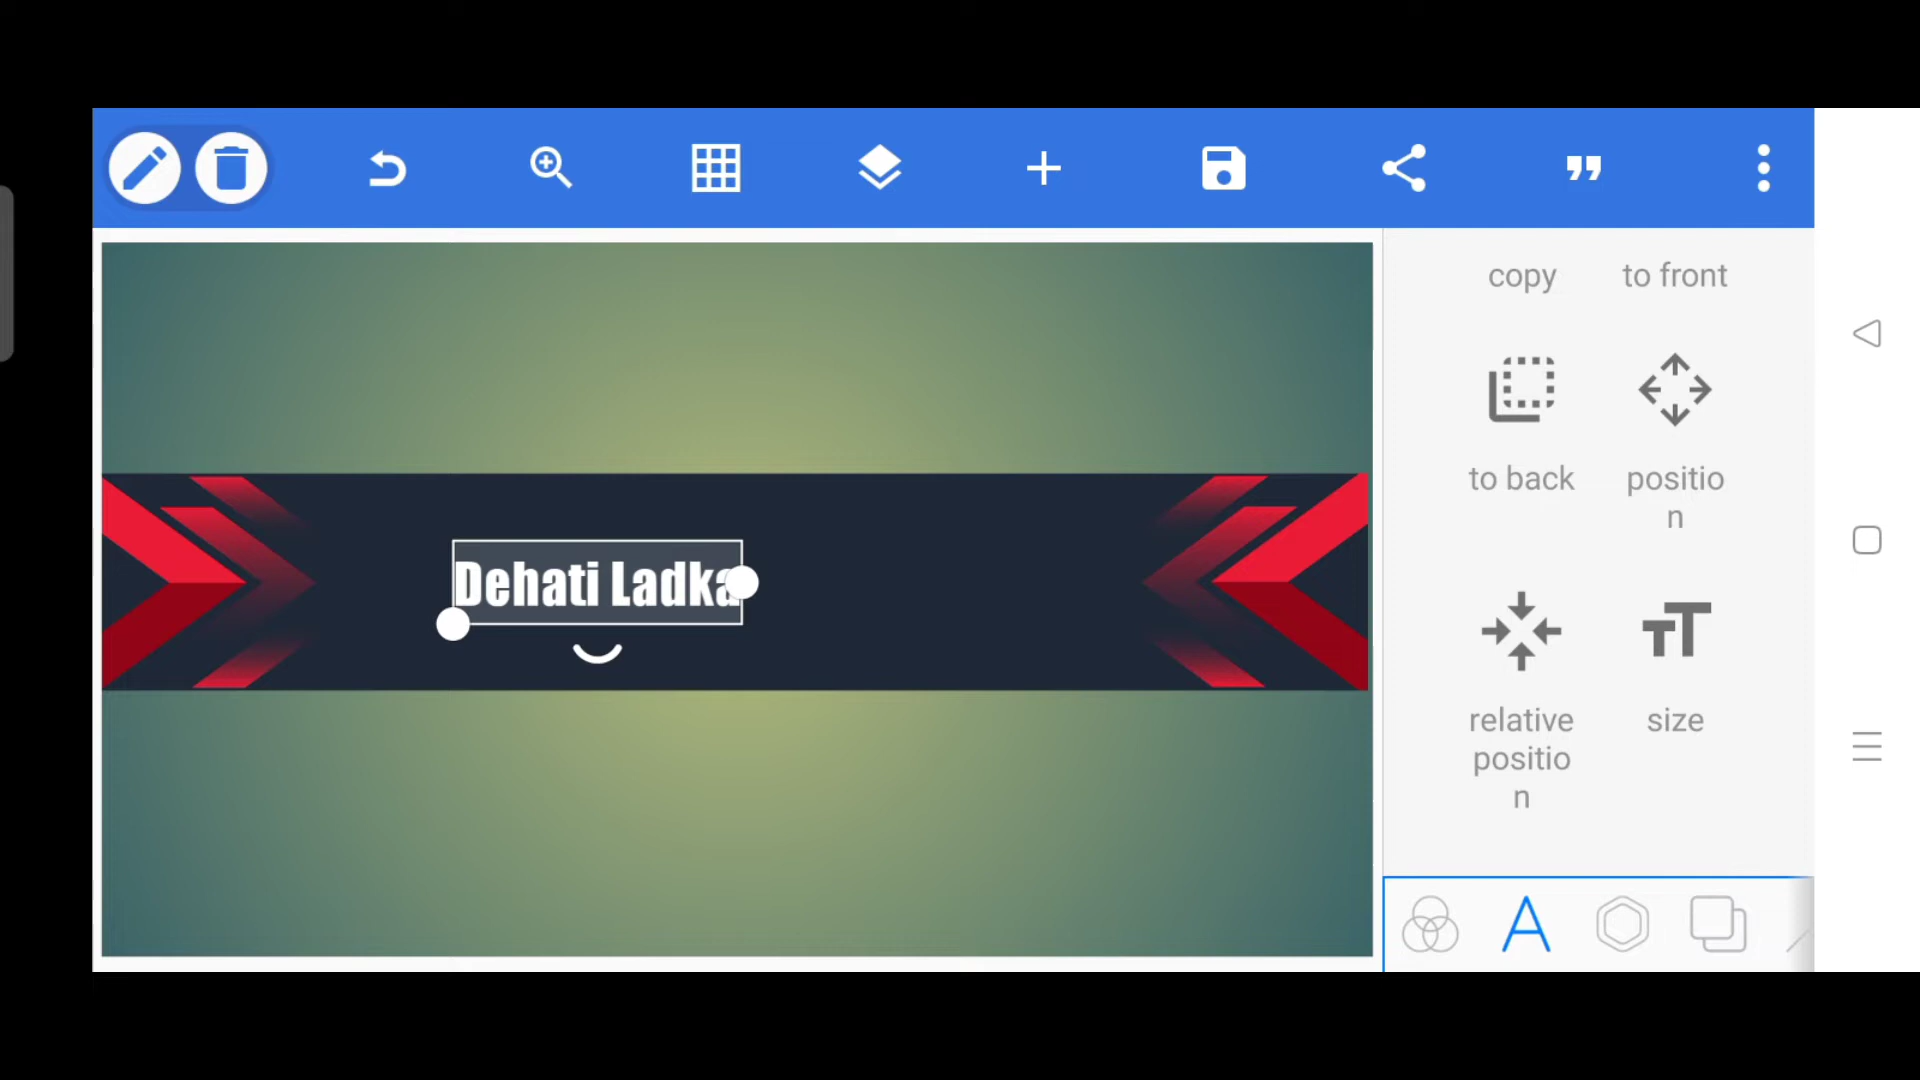 copy
to front
Dehati Ladka
to back
positio
n
relative
positio
n
size